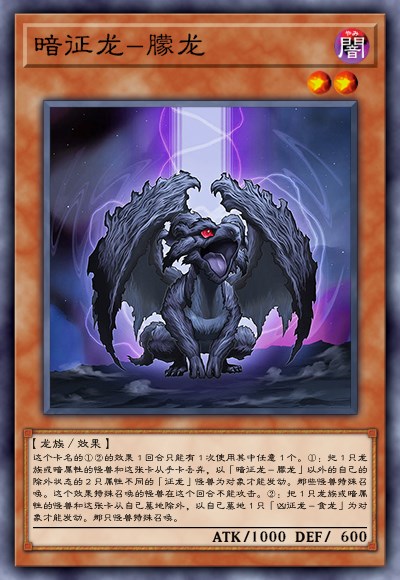 暗征龙-朦龙
やみ
闇
【龙族/效果】
这个卡名的①②的效果1回合只能有1次使用其中任意1个。①：把1只龙
族或暗属性的怪兽和这张卡从手卡丢弃，以「暗征龙-朦龙」以外的自己的
除外状态的2只属性不同的「征龙」怪兽为对象才能发动。那些怪兽特殊召
唤。这个效果特殊召唤的怪兽在这个回合不能攻击。②：把1只龙族或暗属性
的怪兽和这张卡从自己墓地除外，以自己墓地1只「凶征龙-食龙」为对
象才能发动。那只怪兽特殊召唤。
ATK/1000 DEF/ 600